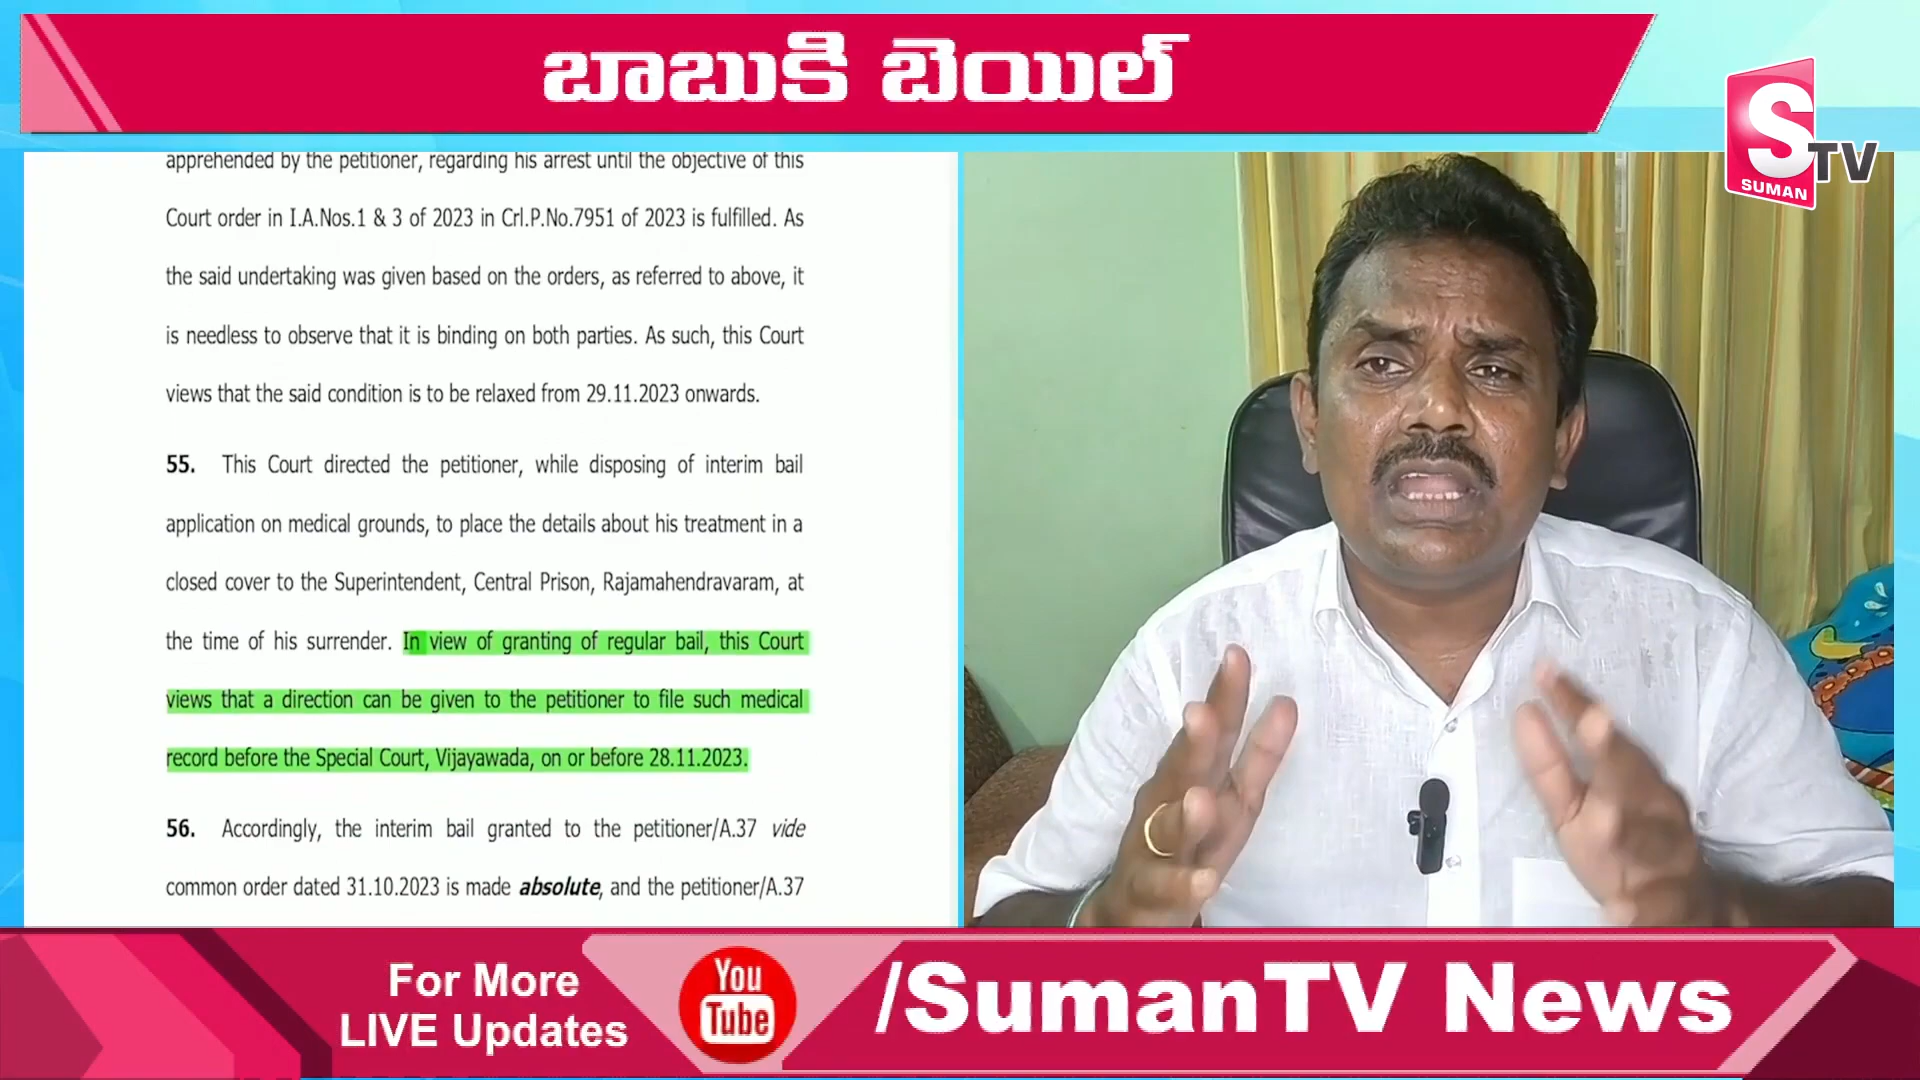 బాబుకి బెయిల్
S TV
SUMAN
apprehended by the petitioner, regarding his arrest until the objective of this
Court order in I.A.Nos.1 & 3 of 2023 in Crl.P.No.7951 of 2023 is fulfilled. As
the said undertaking was given based on the orders, as referred to above, it
is needless to observe that it is binding on both parties. As such, this Court
views that the said condition is to be relaxed from 29.11.2023 onwards.
55. This Court directed the petitioner, while disposing of interim bail
application on medical grounds, to place the details about his treatment in a
closed cover to the Superintendent, Central Prison, Rajamahendravaram, at
the time of his surrender. In view of granting of regular bail, this Court
views that a direction can be given to the petitioner to file such medical
record before the Special Court, Vijayawada, on or before 28.11.2023.
56. Accordingly, the interim bail granted to the petitioner/A.37 vide
common order dated 31.10.2023 is made absolute, and the petitioner/A.37
For More
LIVE Updates
You
Tube
/SumanTV News